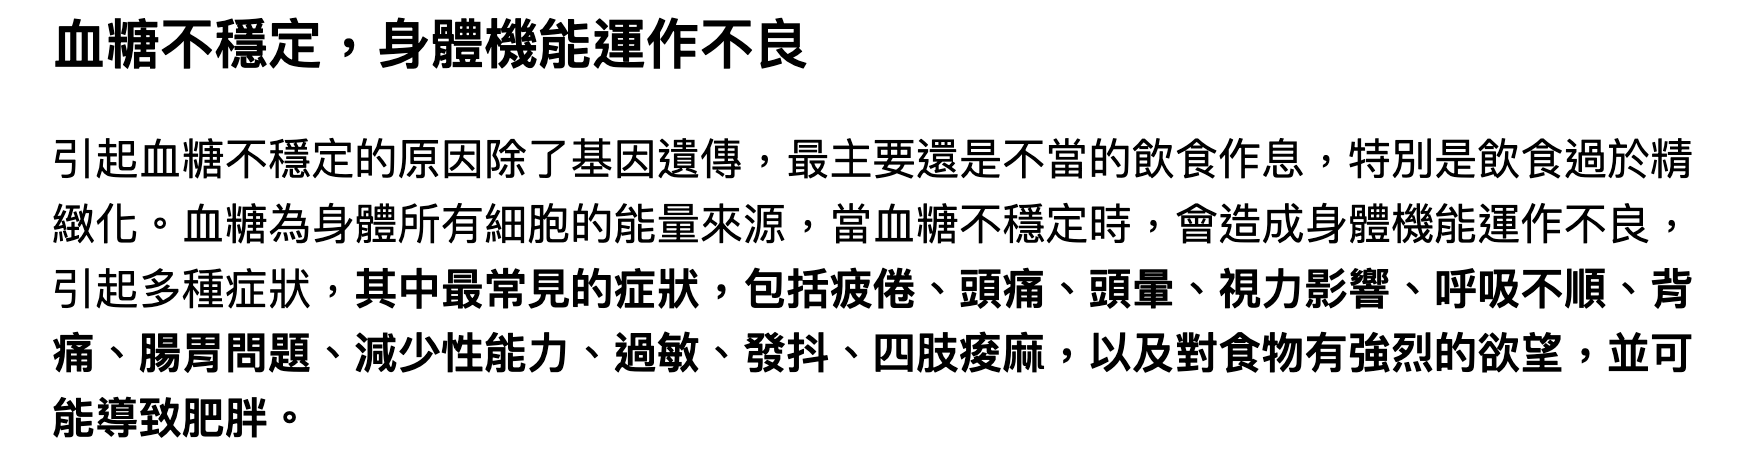 血糖不穩定，身體機能運作不良
引起血糖不穩定的原因除了基因遺傳，最主要還是不當的飲食作息，特別是飲食過於精
緻化。血糖為身體所有細胞的能量來源，當血糖不穩定時，會造成身體機能運作不良，
引起多種症狀，其中最常見的症狀，包括疲倦、頭痛、頭暈、視力影響、呼吸不順、背
痛、腸胃問題、減少性能力、過敏、發抖、四肢痠麻，以及對食物有強烈的欲望，並可
能導致肥胖。